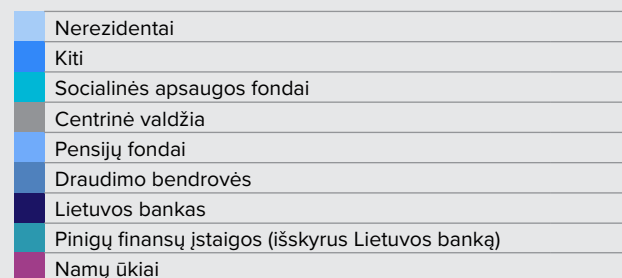 Nerezidentai
Kiti
Socialinės apsaugos fondai
Centrinė valdžia
Pensijų fondai
Draudimo bendrovės
Lietuvos bankas
Pinigų finansų įstaigos (išskyrus Lietuvos banką)
Namų ūkiai